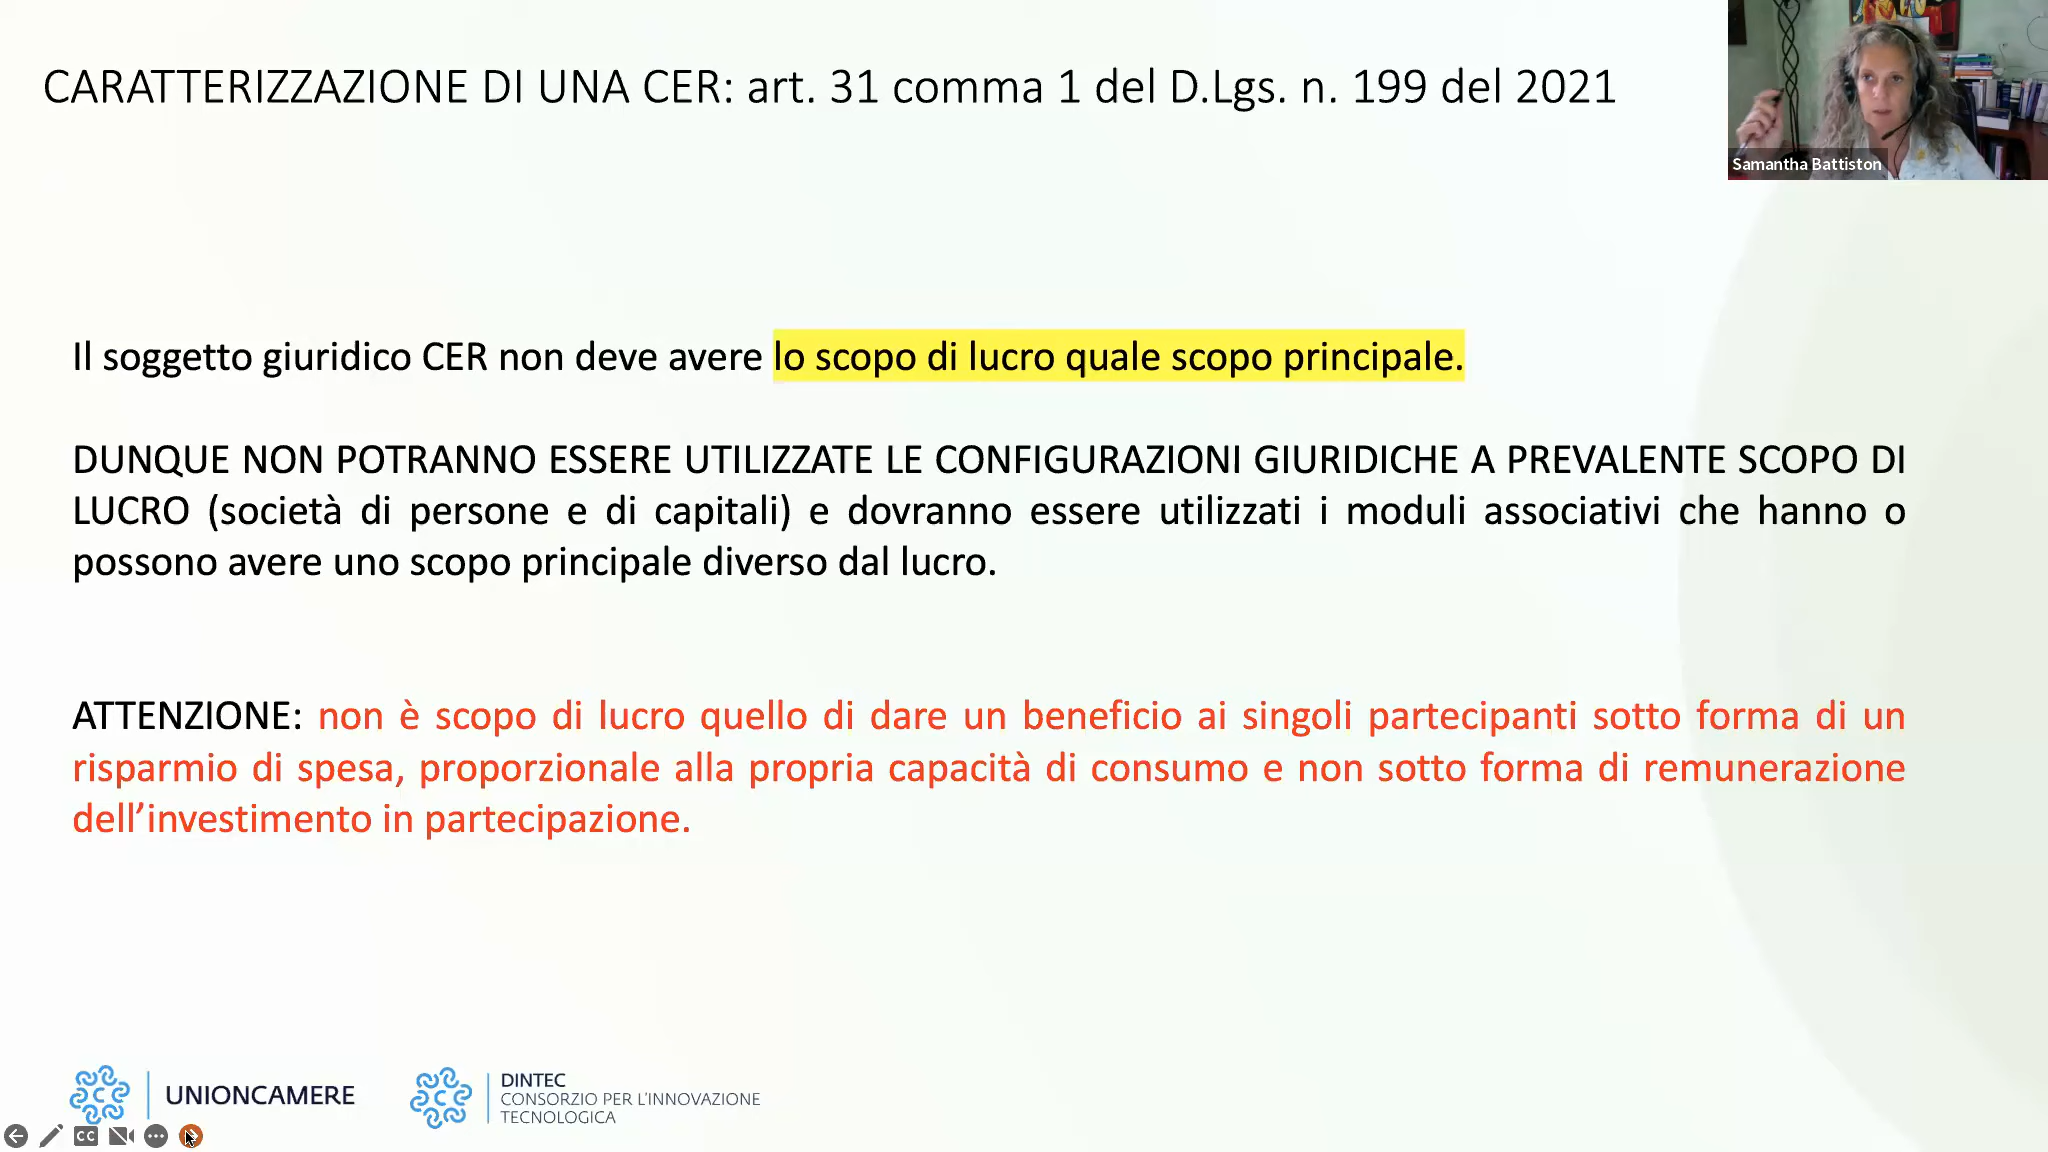 CARATTERIZZAZIONE DI UNA CER: art. 31 comma 1 del D.Lgs. n. 199 del 2021
Samantha Battiston
Il soggetto giuridico CER non deve avere lo scopo di lucro quale scopo principale.
DUNQUE NON POTRANNO ESSERE UTILIZZATE LE CONFIGURAZIONI GIURIDICHE A PREVALENTE SCOPO DI
LUCRO (società di persone e di capitali) e dovranno essere utilizzati i moduli associativi che hanno o
possono avere uno scopo principale diverso dal lucro.
ATTENZIONE: non è scopo di lucro quello di dare un beneficio ai singoli partecipanti sotto forma di un
risparmio di spesa, proporzionale alla propria capacità di consumo e non sotto forma di remunerazione
dell’investimento in partecipazione.
UNIONCAMERE
DINTEC
CONSORZIO PER L'INNOVAZIONE
TECNOLOGICA
CC